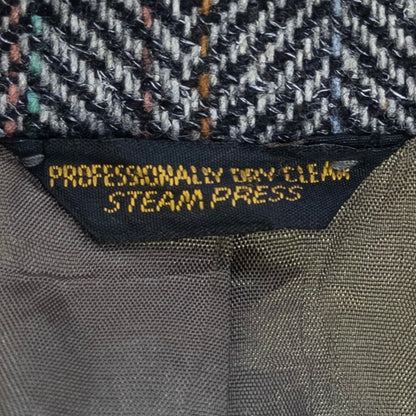 PROFESSIONALLY DRY CLEAN
STEAM PRESS